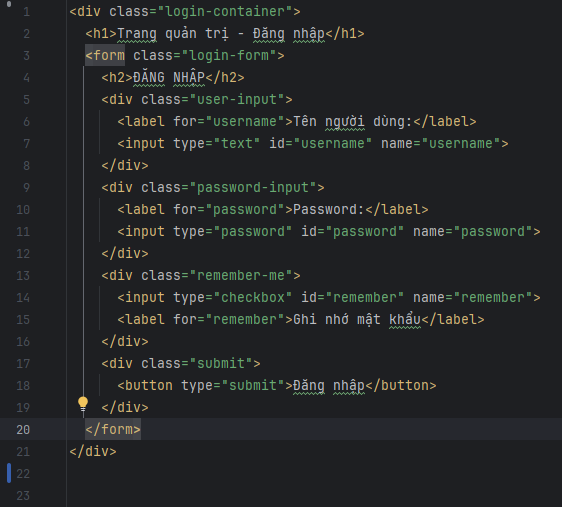 1 <div class="login-container">
2 <h1>Trang quản trị - Đăng nhập</h1>
3 <form class="login-form">
4 <h2>ĐĂNG NHẬP</h2>
5 <div class="user-input">
6 <label for="username">Tên người dùng:</label>
7 <input type="text" id="username" name="username">
8 </div>
9 <div class="password-input">
10 <label for="password">Password:</label>
11 <input type="password" id="password" name="password">
12 </div>
13 <div class="remember-me">
14 <input type="checkbox" id="remember" name="remember">
15 <label for="remember">Ghi nhớ mật khẩu</label>
16 </div>
17 <div class="submit">
18 <button type="submit">Đăng nhập</button>
19 </div>
20 </form>
21 </div>
22
23